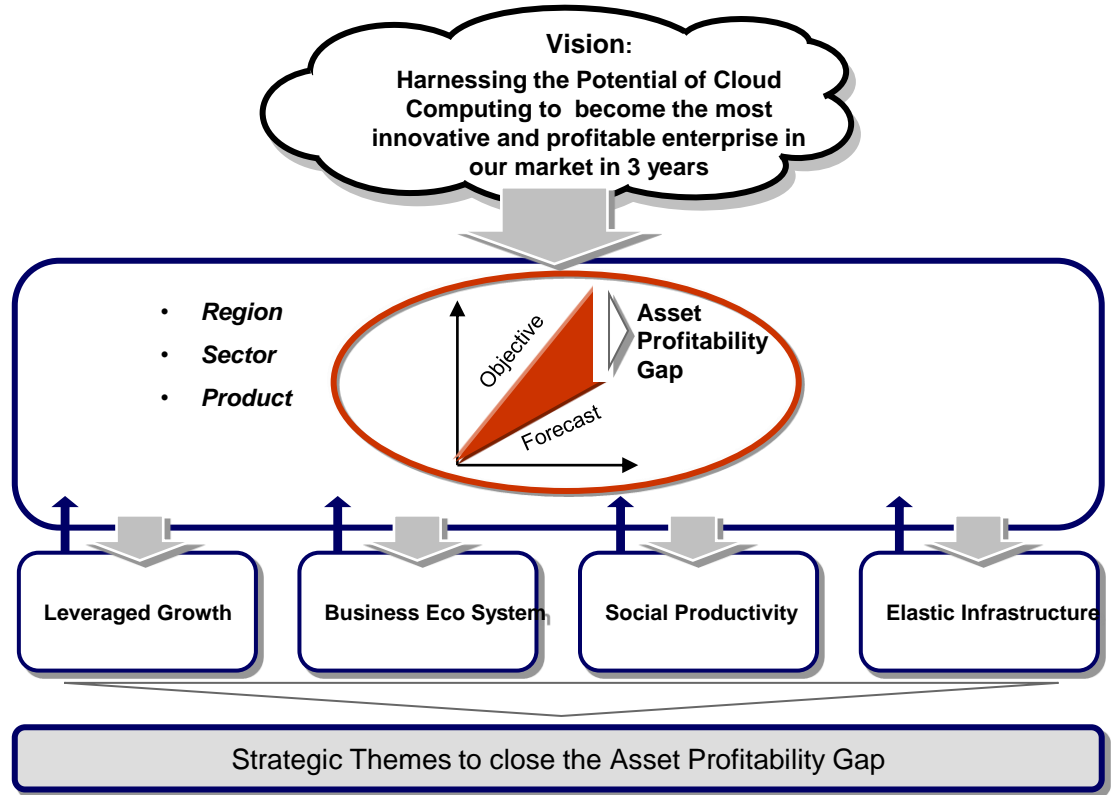 Vision:
Harnessing the Potential of Cloud
Computing to become the most
innovative and profitable enterprise in
our market in 3 years
• Region
• Sector
• Product
Objective
Forecast
Asset
Profitability
Gap
Leveraged Growth
Business Eco System
Social Productivity
Elastic Infrastructure
Strategic Themes to close the Asset Profitability Gap